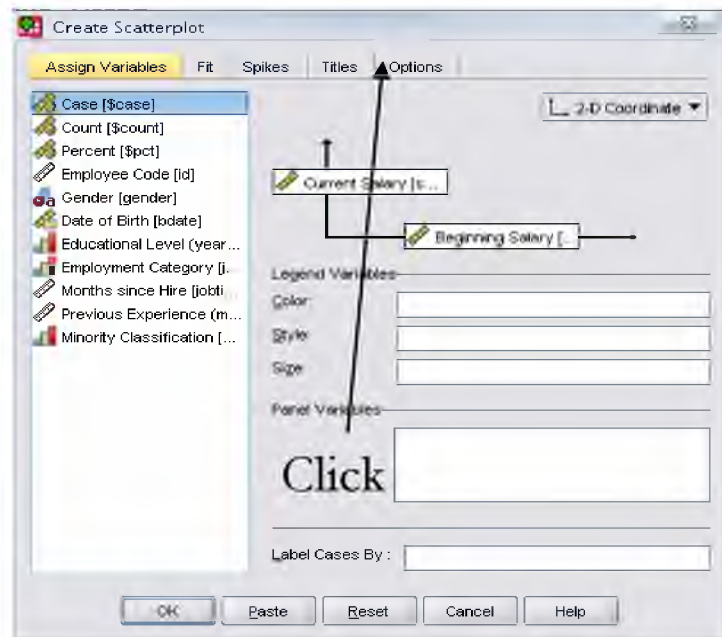 Create Scatterplot
Assign Variables Fit Spikes Titles Options
Case [$case]
Count [$count]
Percent [$pct]
Employee Code [id]
Gender [gender]
Date of Birth [bdate]
Educational Level (year...
Employment Category [j.
Months since Hire [jobti...
Previous Experience (m...
Minority Classification [...
2-D Coordinate
Current Salary [s...
Beginning Salary [..
Legend Variables
Color:
Style:
Size
Panel Variables
Click
Label Cases By :
OK Paste Reset Cancel Help